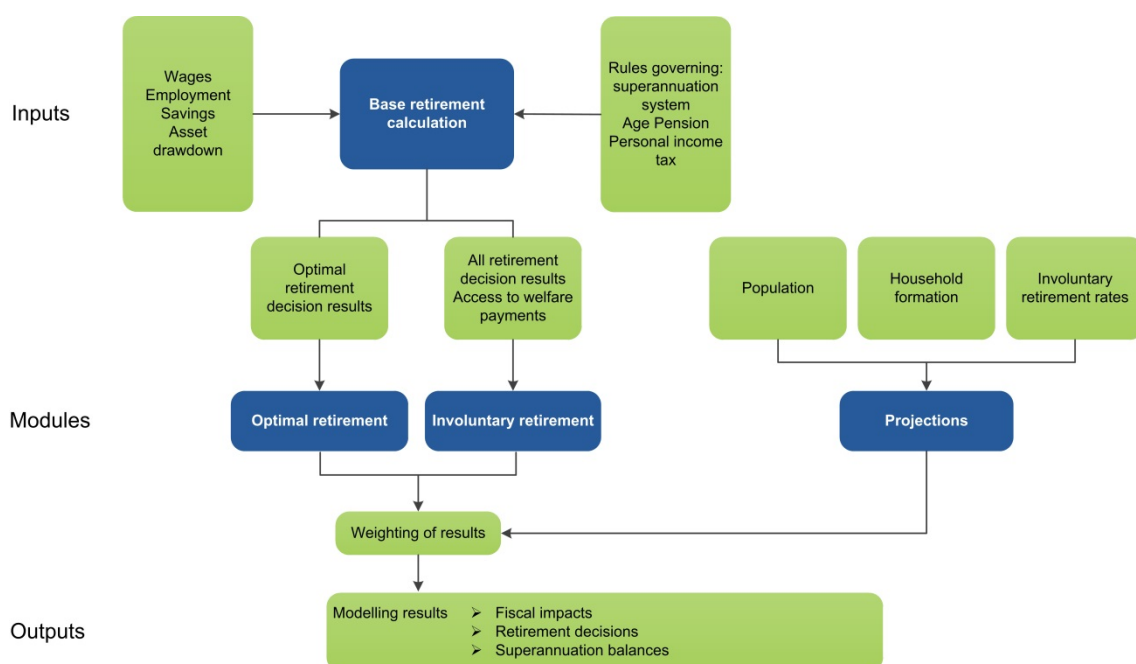 Inputs
Wages
Employment
Savings
Asset
drawdown
Base retirement
calculation
Rules governing:
superannuation
system
Age Pension
Personal income
tax
Optimal
retirement
decision results
All retirement
decision results
Access to welfare
payments
Population
Household
formation
Involuntary
retirement rates
Modules
Optimal retirement
Involuntary retirement
Projections
Weighting of results
Outputs
Modelling results ➢ Fiscal impacts
➢ Retirement decisions
➢ Superannuation balances